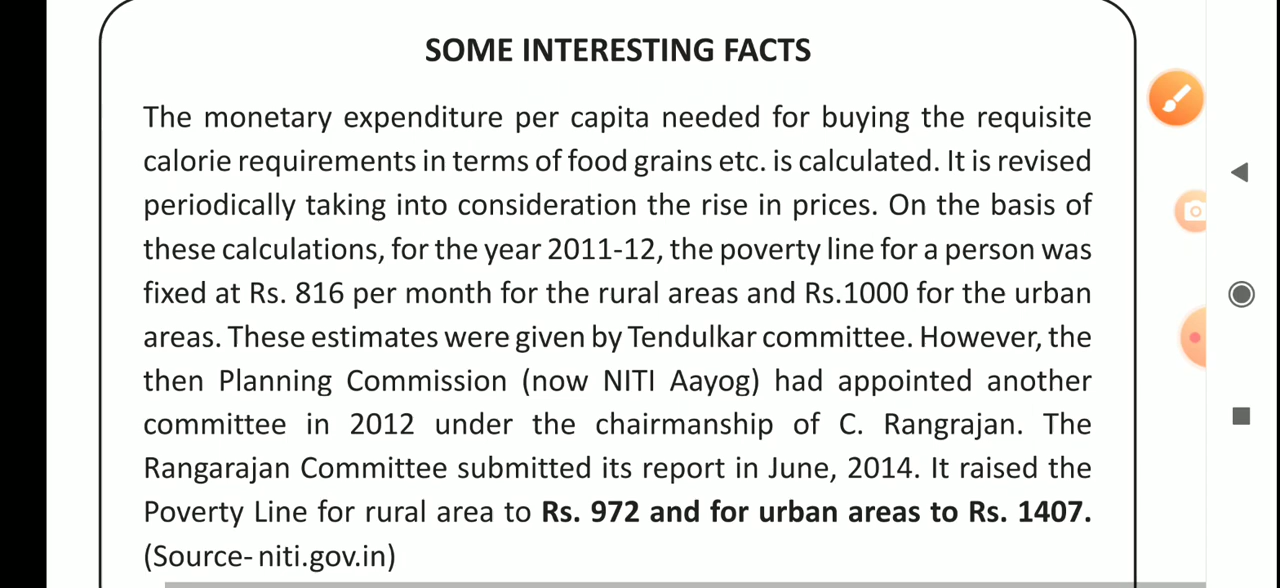 SOME INTERESTING FACTS
The monetary expenditure per capita needed for buying the requisite
calorie requirements in terms of food grains etc. is calculated. It is revised
periodically taking into consideration the rise in prices. On the basis of
these calculations, for the year 2011-12, the poverty line for a person was
fixed at Rs. 816 per month for the rural areas and Rs.1000 for the urban
areas. These estimates were given by Tendulkar committee. However, the
then Planning Commission (now NITI Aayog) had appointed another
committee in 2012 under the chairmanship of C. Rangrajan. The
Rangarajan Committee submitted its report in June, 2014. It raised the
Poverty Line for rural area to Rs. 972 and for urban areas to Rs. 1407.
(Source- niti.gov.in)